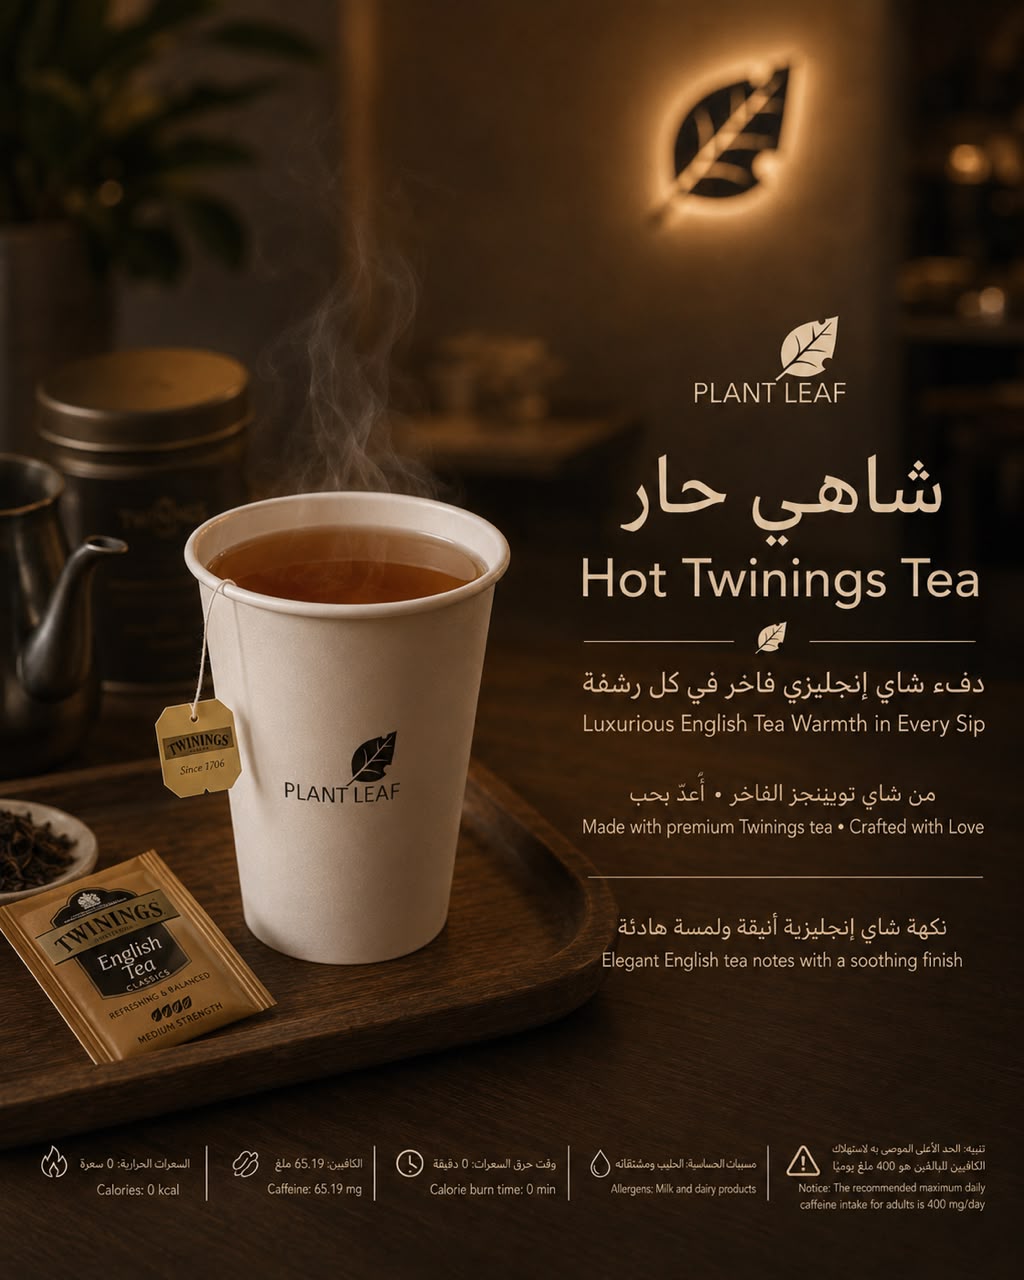 PLANT LEAF
شاهي حار
Hot Twinings Tea
دفء شاي إنجليزي فاخر في كل رشفة
Luxurious English Tea Warmth in Every Sip
من شاي تويننجز الفاخر • أُعدّ بحب
Made with premium Twinings tea • Crafted with Love
نكهة شاي إنجليزية أنيقة ولمسة هادئة
Elegant English tea notes with a soothing finish
TWININGS
Since 1706
PLANT LEAF
TWININGS
English
Tea
CLASSICS
REFRESHING & BALANCED
MEDIUM STRENGTH
السعرات الحرارية: 0 سعرة
Calories: 0 kcal
الكافيين: 65.19 ملغ
Caffeine: 65.19 mg
وقت حرق السعرات: 0 دقيقة
Calorie burn time: 0 min
مسببات الحساسية: الحليب ومشتقاته
Allergens: Milk and dairy products
تنبيه: الحد الأعلى الموصى به لاستهلاك
الكافيين للبالغين هو 400 ملغ يوميًا
Notice: The recommended maximum daily
caffeine intake for adults is 400 mg/day